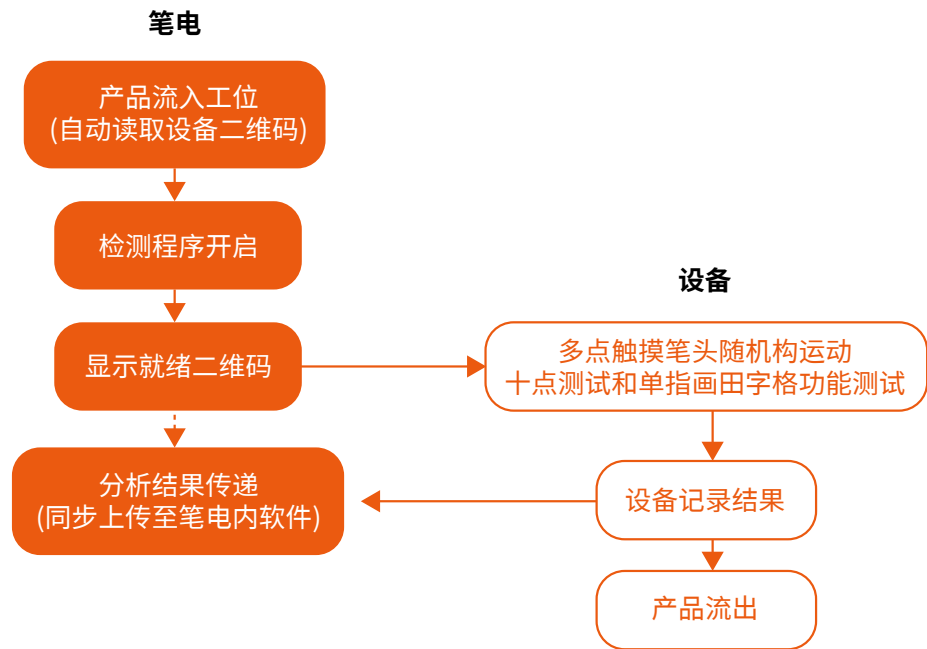 笔电
产品流入工位
(自动读取设备二维码)
检测程序开启
显示就绪二维码
分析结果传递
(同步上传至笔电内软件)
设备
多点触摸笔头随机构运动
十点测试和单指画田字格功能测试
设备记录结果
产品流出